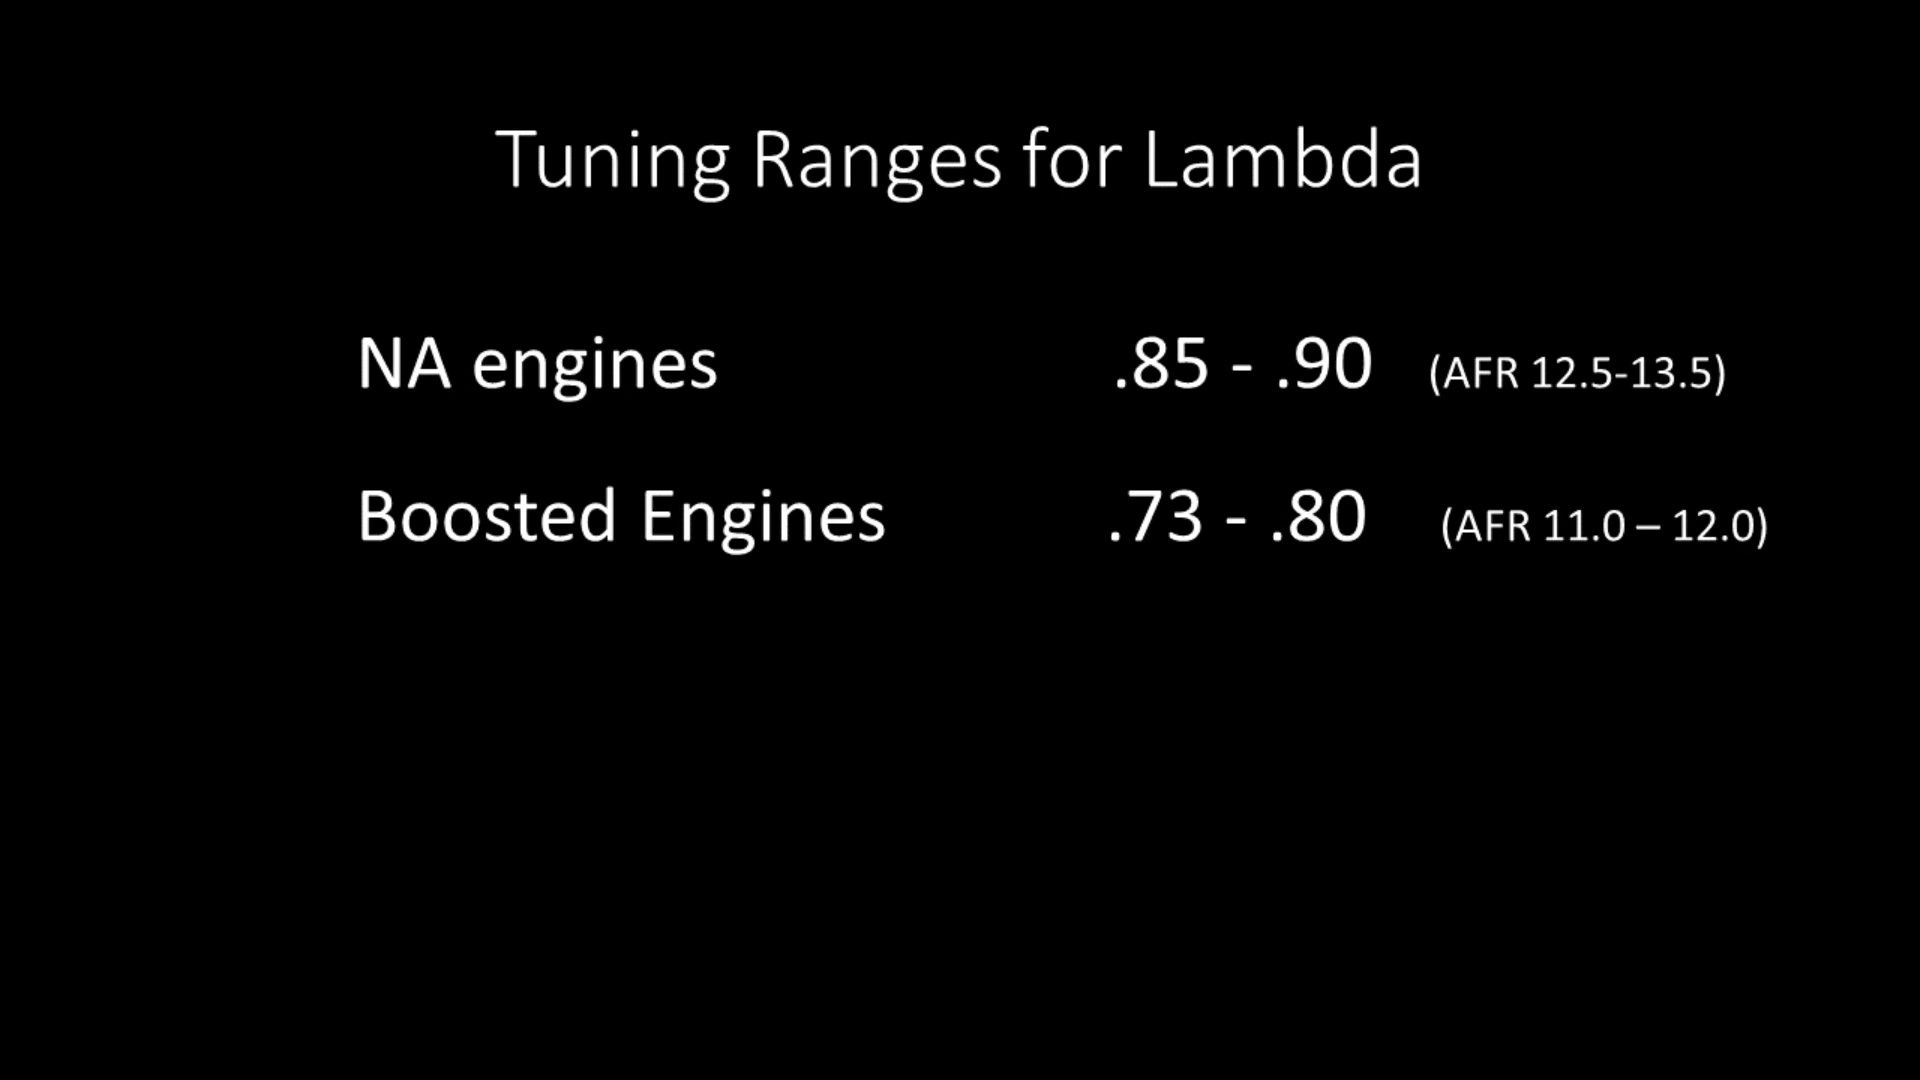 Tuning Ranges for Lambda
NA engines .85 - .90 (AFR 12.5-13.5)
Boosted Engines .73 - .80 (AFR 11.0 – 12.0)